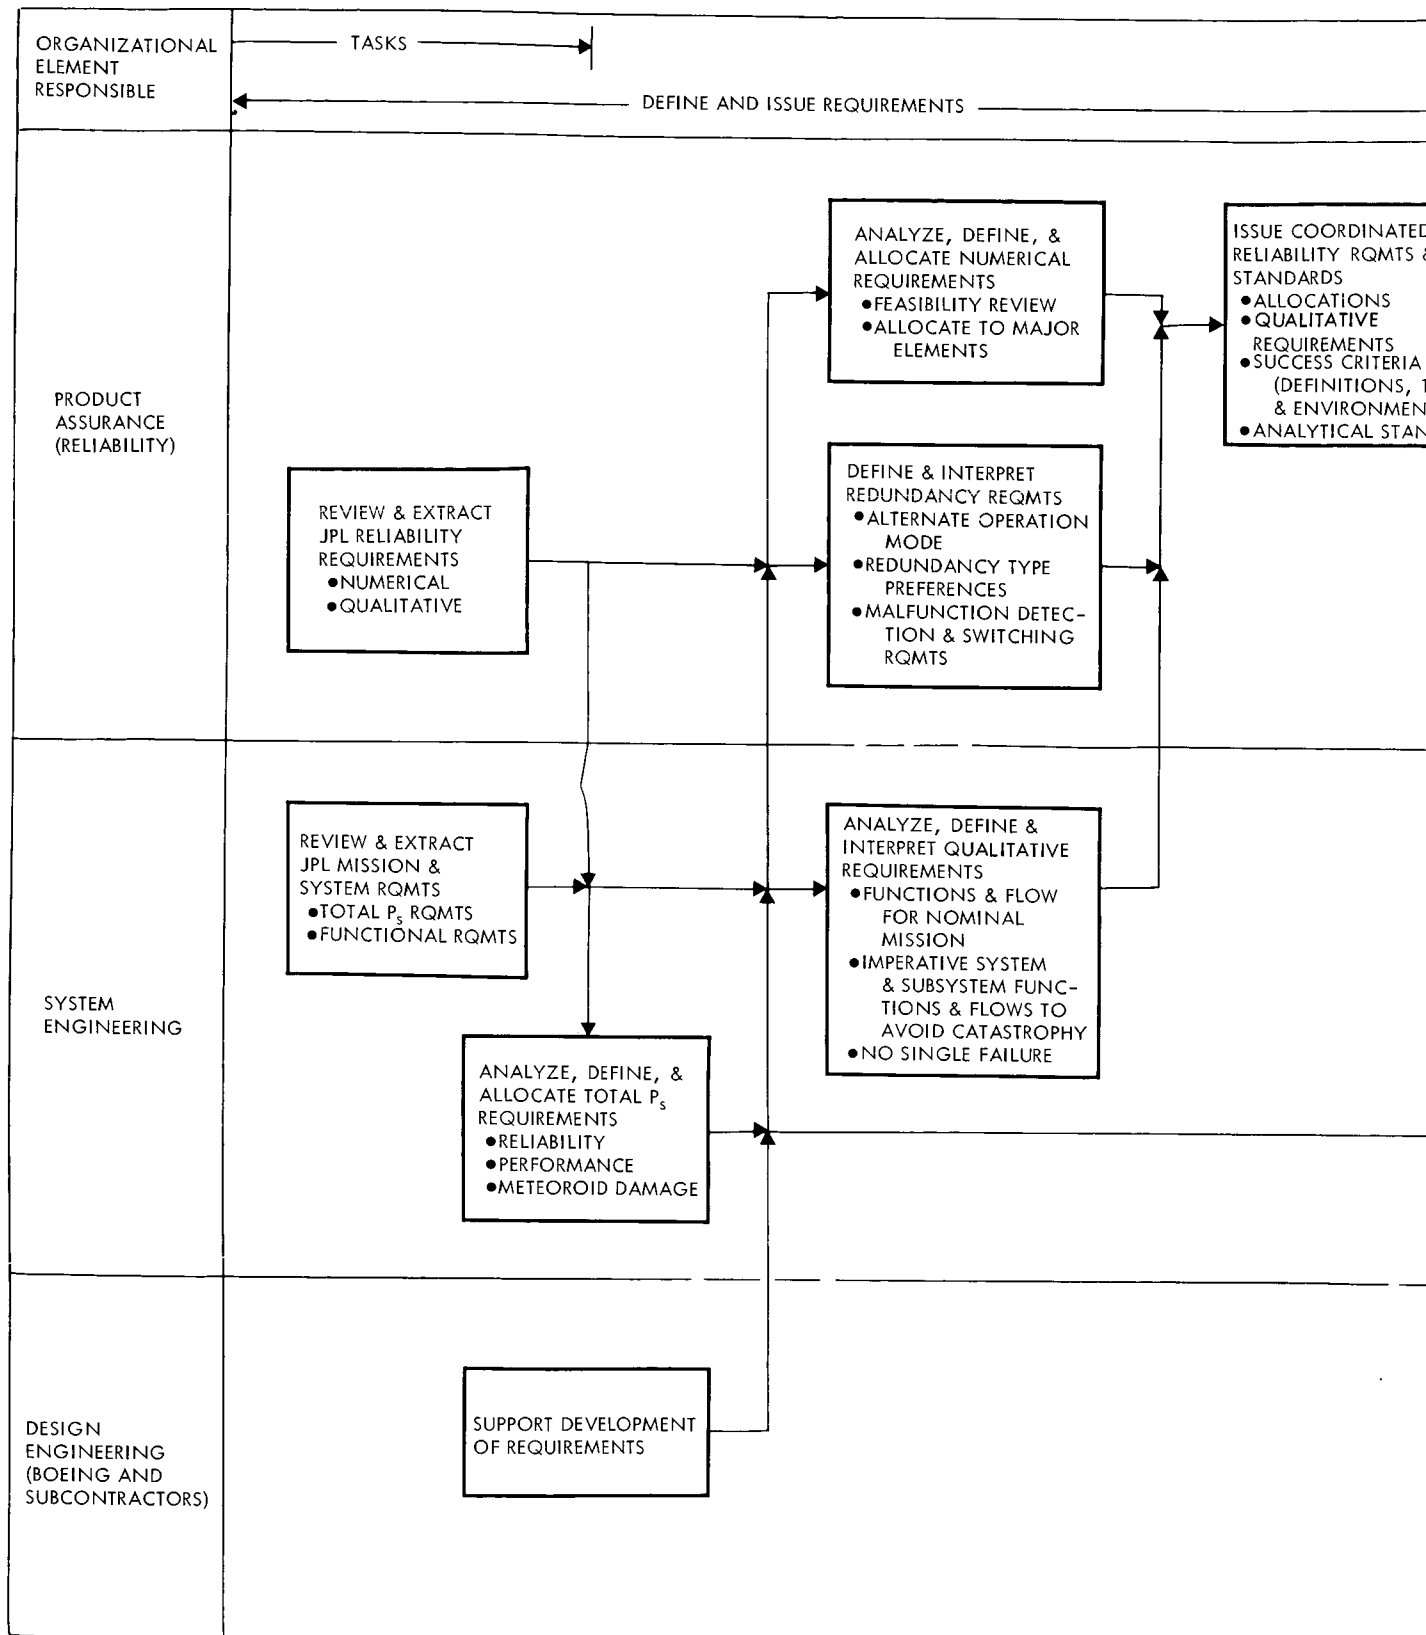 ORGANIZATIONAL
ELEMENT
RESPONSIBLE
TASKS
DEFINE AND ISSUE REQUIREMENTS
PRODUCT
ASSURANCE
(RELIABILITY)
REVIEW & EXTRACT
JPL RELIABILITY
REQUIREMENTS
●NUMERICAL
●QUALITATIVE
ANALYZE, DEFINE, &
ALLOCATE NUMERICAL
REQUIREMENTS
●FEASIBILITY REVIEW
●ALLOCATE TO MAJOR
ELEMENTS
DEFINE & INTERPRET
REDUNDANCY REQMTS
●ALTERNATE OPERATION
MODE
●REDUNDANCY TYPE
PREFERENCES
●MALFUNCTION DETEC-
TION & SWITCHING
RQMTS
ISSUE COORDINATED
RELIABILITY RQMTS &
STANDARDS
●ALLOCATIONS
●QUALITATIVE
REQUIREMENTS
●SUCCESS CRITERIA
(DEFINITIONS,
& ENVIRONMEN
●ANALYTICAL STAN
SYSTEM
ENGINEERING
REVIEW & EXTRACT
JPL MISSION &
SYSTEM RQMTS
●TOTAL Ps RQMTS
●FUNCTIONAL RQMTS
ANALYZE, DEFINE, &
ALLOCATE TOTAL Ps
REQUIREMENTS
●RELIABILITY
●PERFORMANCE
●METEOROID DAMAGE
ANALYZE, DEFINE &
INTERPRET QUALITATIVE
REQUIREMENTS
●FUNCTIONS & FLOW
FOR NOMINAL
MISSION
●IMPERATIVE SYSTEM
& SUBSYSTEM FUNC-
TIONS & FLOWS TO
AVOID CATASTROPHY
●NO SINGLE FAILURE
DESIGN
ENGINEERING
(BOEING AND
SUBCONTRACTORS)
SUPPORT DEVELOPMENT
OF REQUIREMENTS